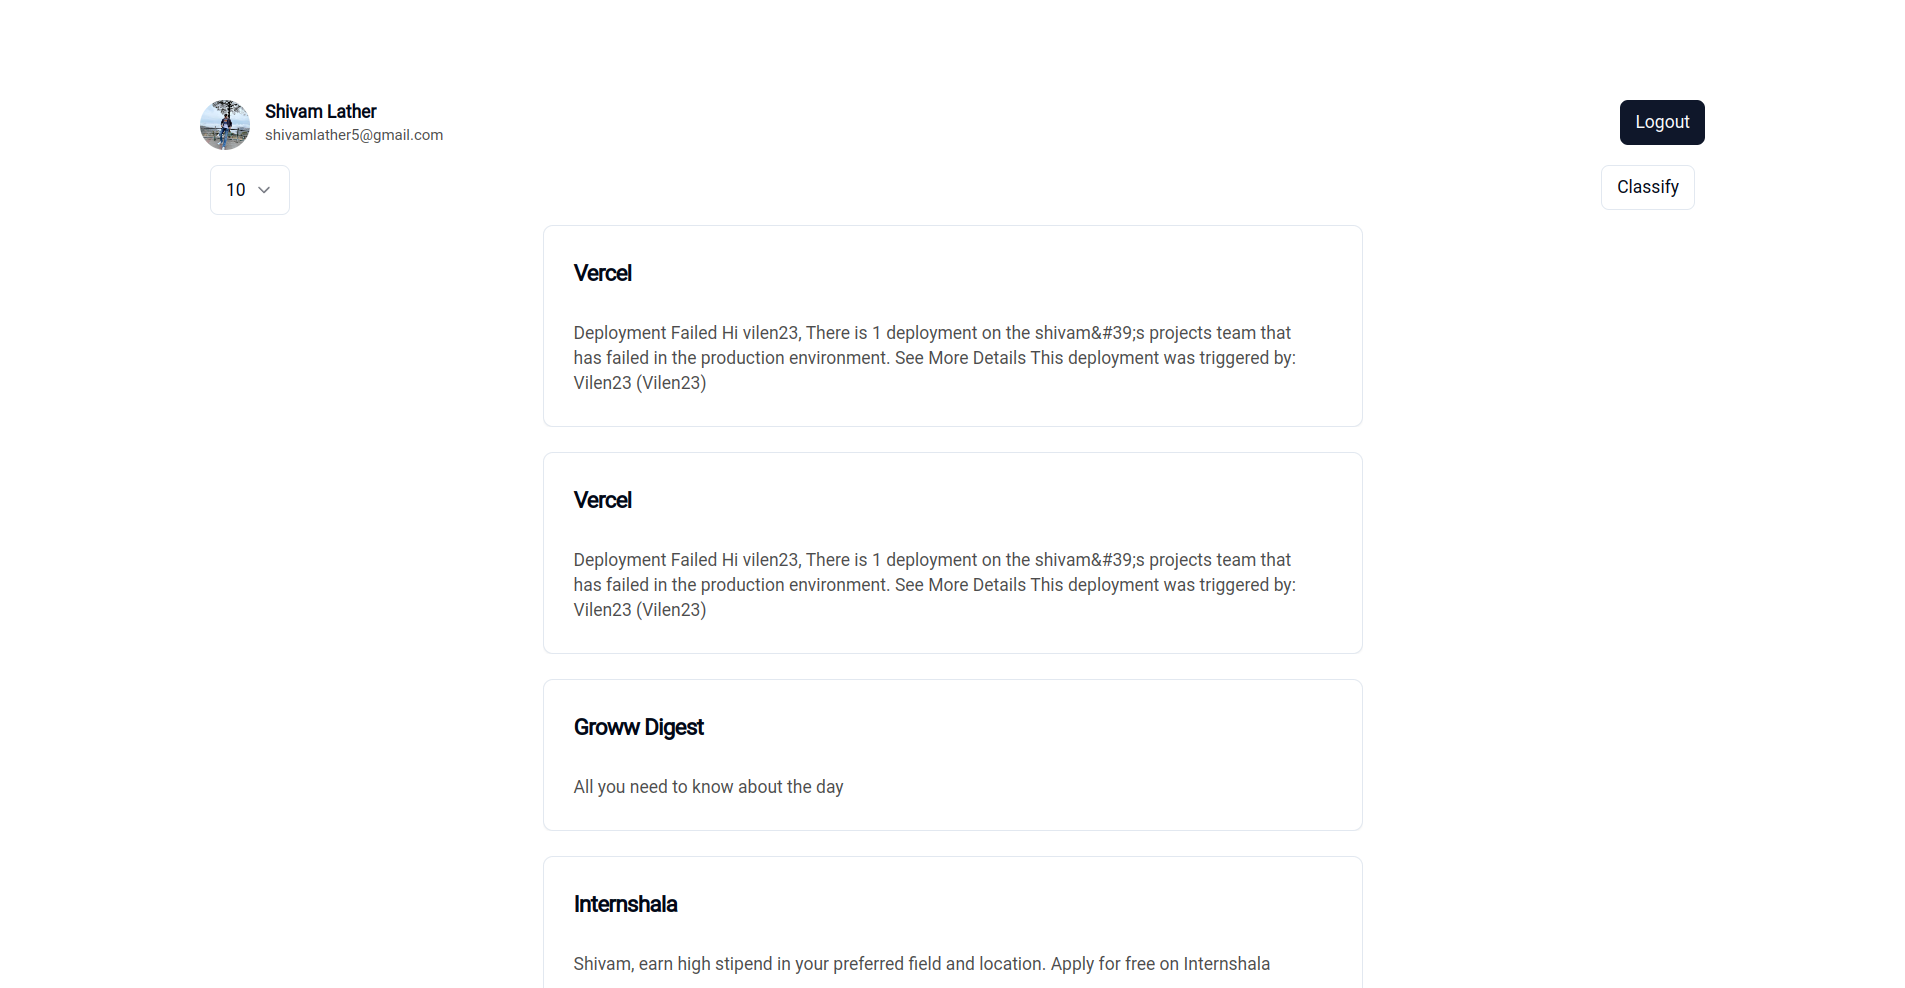 Shivam Lather
shivamlather5@gmail.com
Logout
10
Classify
Vercel
Deployment Failed Hi vilen23, There is 1 deployment on the shivam&#39;s projects team that
has failed in the production environment. See More Details This deployment was triggered by:
Vilen23 (Vilen23)
Vercel
Deployment Failed Hi vilen23, There is 1 deployment on the shivam&#39;s projects team that
has failed in the production environment. See More Details This deployment was triggered by:
Vilen23 (Vilen23)
Groww Digest
All you need to know about the day
Internshala
Shivam, earn high stipend in your preferred field and location. Apply for free on Internshala